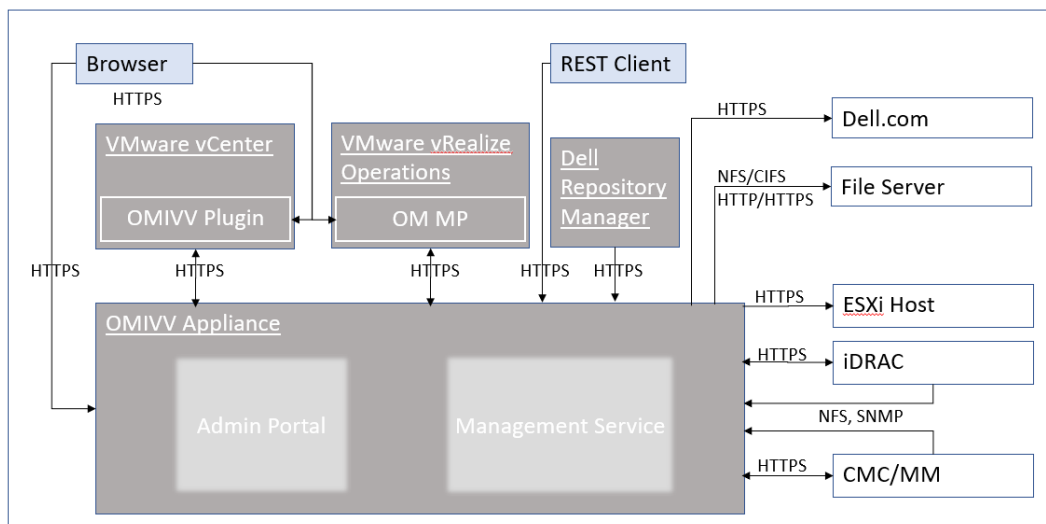 Browser
REST Client
HTTPS
HTTPS
Dell.com
VMware vCenter
VMware vRealize
Operations
Dell
Repository
Manager
NFS/CIFS
HTTP/HTTPS
File Server
OMIVV Plugin
OM MP
HTTPS
HTTPS
HTTPS
HTTPS
HTTPS
ESXi Host
OMIVV Appliance
HTTPS
iDRAC
Admin Portal
Management Service
NFS, SNMP
HTTPS
CMC/MM